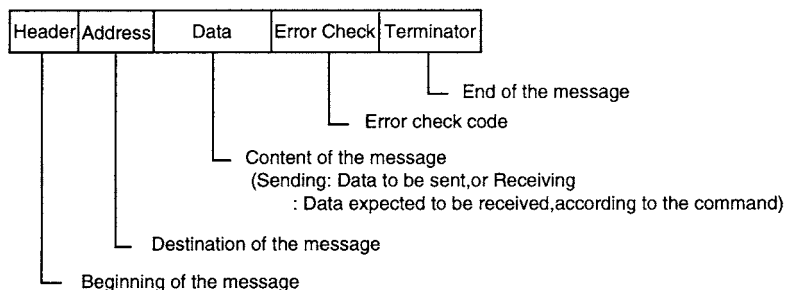 Header Address Data Error Check Terminator
End of the message
Error check code
Content of the message
(Sending: Data to be sent,or Receiving
: Data expected to be received,according to the command)
Destination of the message
Beginning of the message